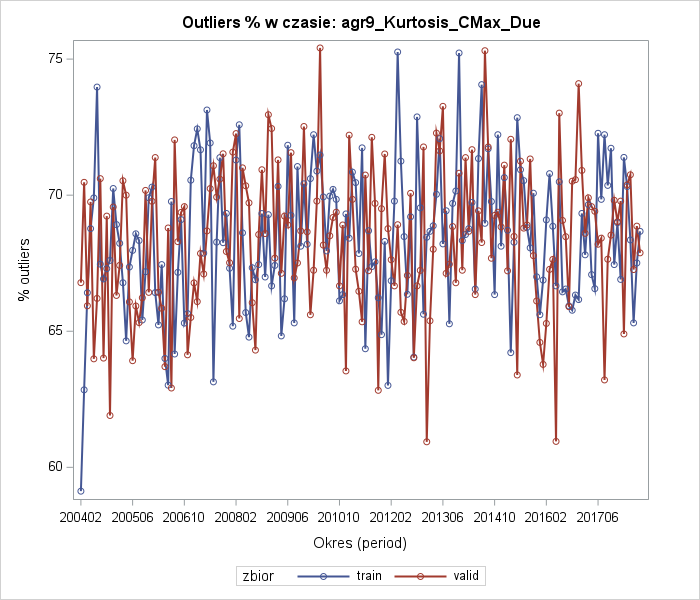 Outliers % w czasie: agr9_Kurtosis_CMax_Due
75
70
65
60
% outliers
200402 200506 200610 200802 200906 201010 201202 201306 201410 201602 201706
Okres (period)
zbior train valid